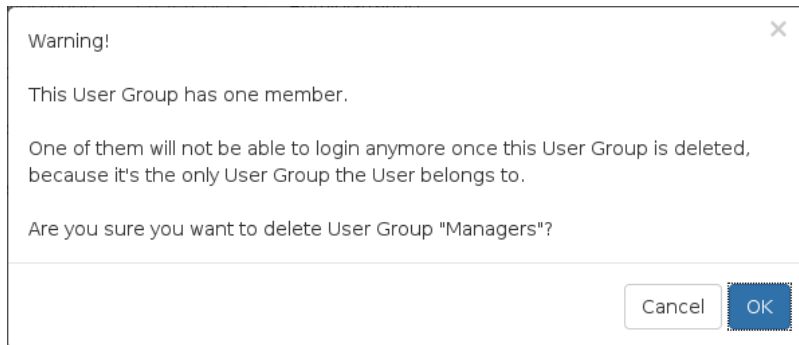 Warning!
×
This User Group has one member.
One of them will not be able to login anymore once this User Group is deleted,
because it's the only User Group the User belongs to.
Are you sure you want to delete User Group "Managers"?
Cancel
OK